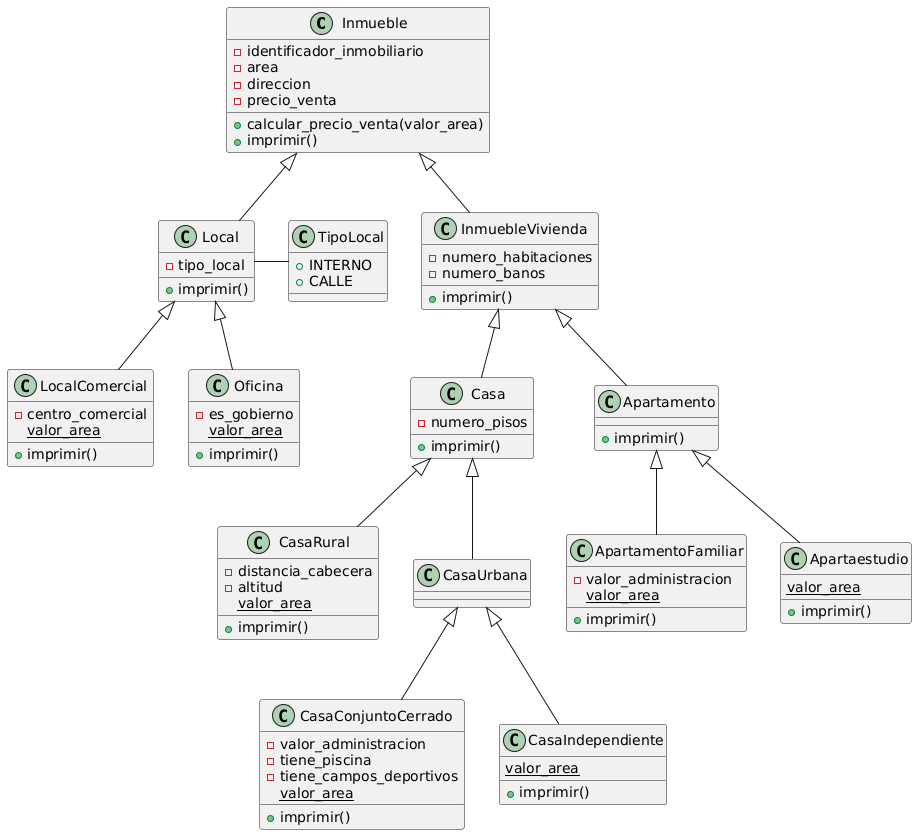 C Inmueble
identificador_inmobiliario
area
direccion
precio_venta
calcular_precio_venta(valor_area)
imprimir()
C Local
tipo_local
imprimir()
C TipoLocal
INTERNO
CALLE
C InmuebleVivienda
numero_habitaciones
numero_banos
imprimir()
C LocalComercial
centro_comercial
valor_area
imprimir()
C Oficina
es_gobierno
valor_area
imprimir()
C Casa
numero_pisos
imprimir()
C Apartamento
imprimir()
C CasaRural
distancia_cabecera
altitud
valor_area
imprimir()
C CasaUrbana
C ApartamentoFamiliar
valor_administracion
valor_area
imprimir()
C Apartaestudio
valor_area
imprimir()
C CasaConjuntoCerrado
valor_administracion
tiene_piscina
tiene_campos_deportivos
valor_area
imprimir()
C CasaIndependiente
valor_area
imprimir()